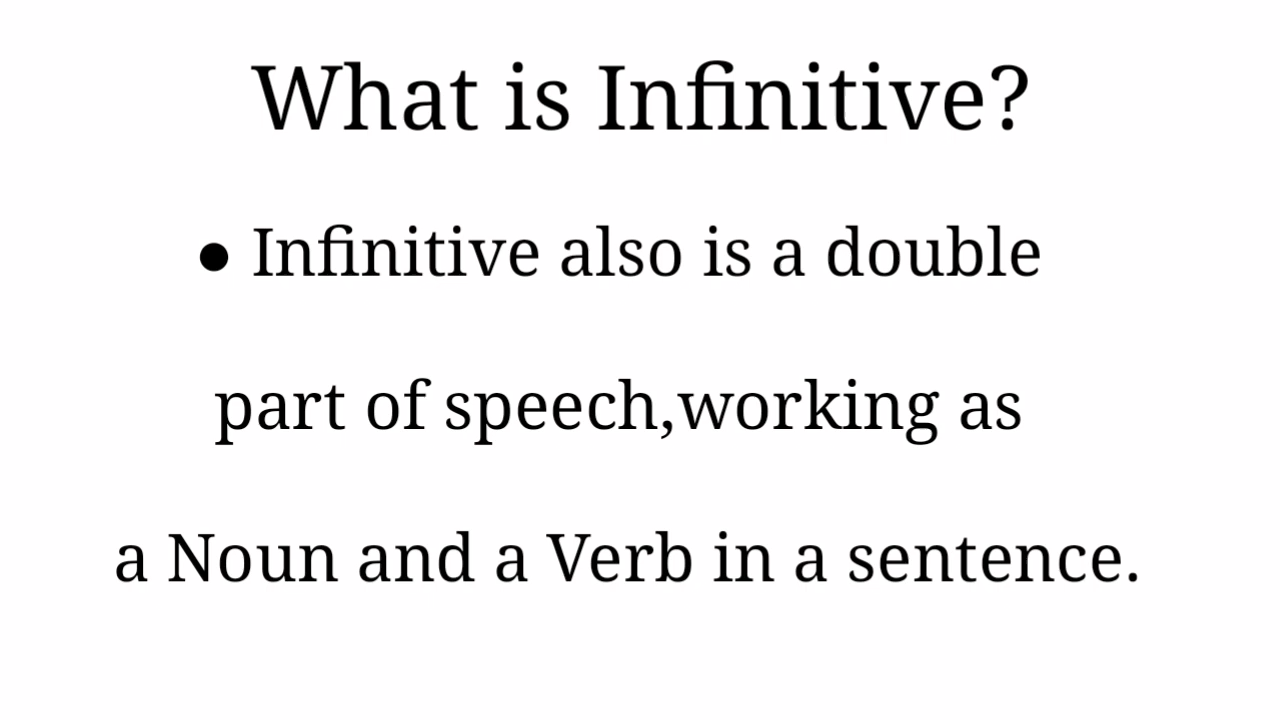 What is Infinitive?
● Infinitive also is a double
part of speech,working as
a Noun and a Verb in a sentence.